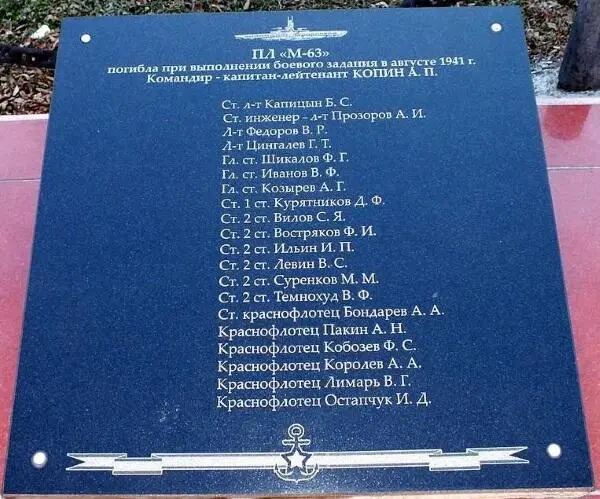 ПЛ «М-63»
погибла при выполнении боевого задания в августе 1941 г.
Командир - капитан-лейтенант КОПИН А. П.
Ст. л-т Капицын Б. С.
Ст. инженер - л-т Прозоров А. И.
Л-т Федоров В. Р.
Л-т Цингалев Г. Т.
Гл. ст. Шикалов Ф. Г.
Гл. ст. Иванов В. Ф.
Гл. ст. Козырев А. Г.
Ст. 1 ст. Курятников Д. Ф.
Ст. 2 ст. Вилов С. Я.
Ст. 2 ст. Востряков Ф. И.
Ст. 2 ст. Ильин И. П.
Ст. 2 ст. Левин В. С.
Ст. 2 ст. Суренков М. М.
Ст. 2 ст. Темнохуд В. Ф.
Ст. краснофлотец Бондарев А. А.
Краснофлотец Пакин А. Н.
Краснофлотец Кобозев Ф. С.
Краснофлотец Королев А. А.
Краснофлотец Лимарь В. Г.
Краснофлотец Остапчук И. Д.